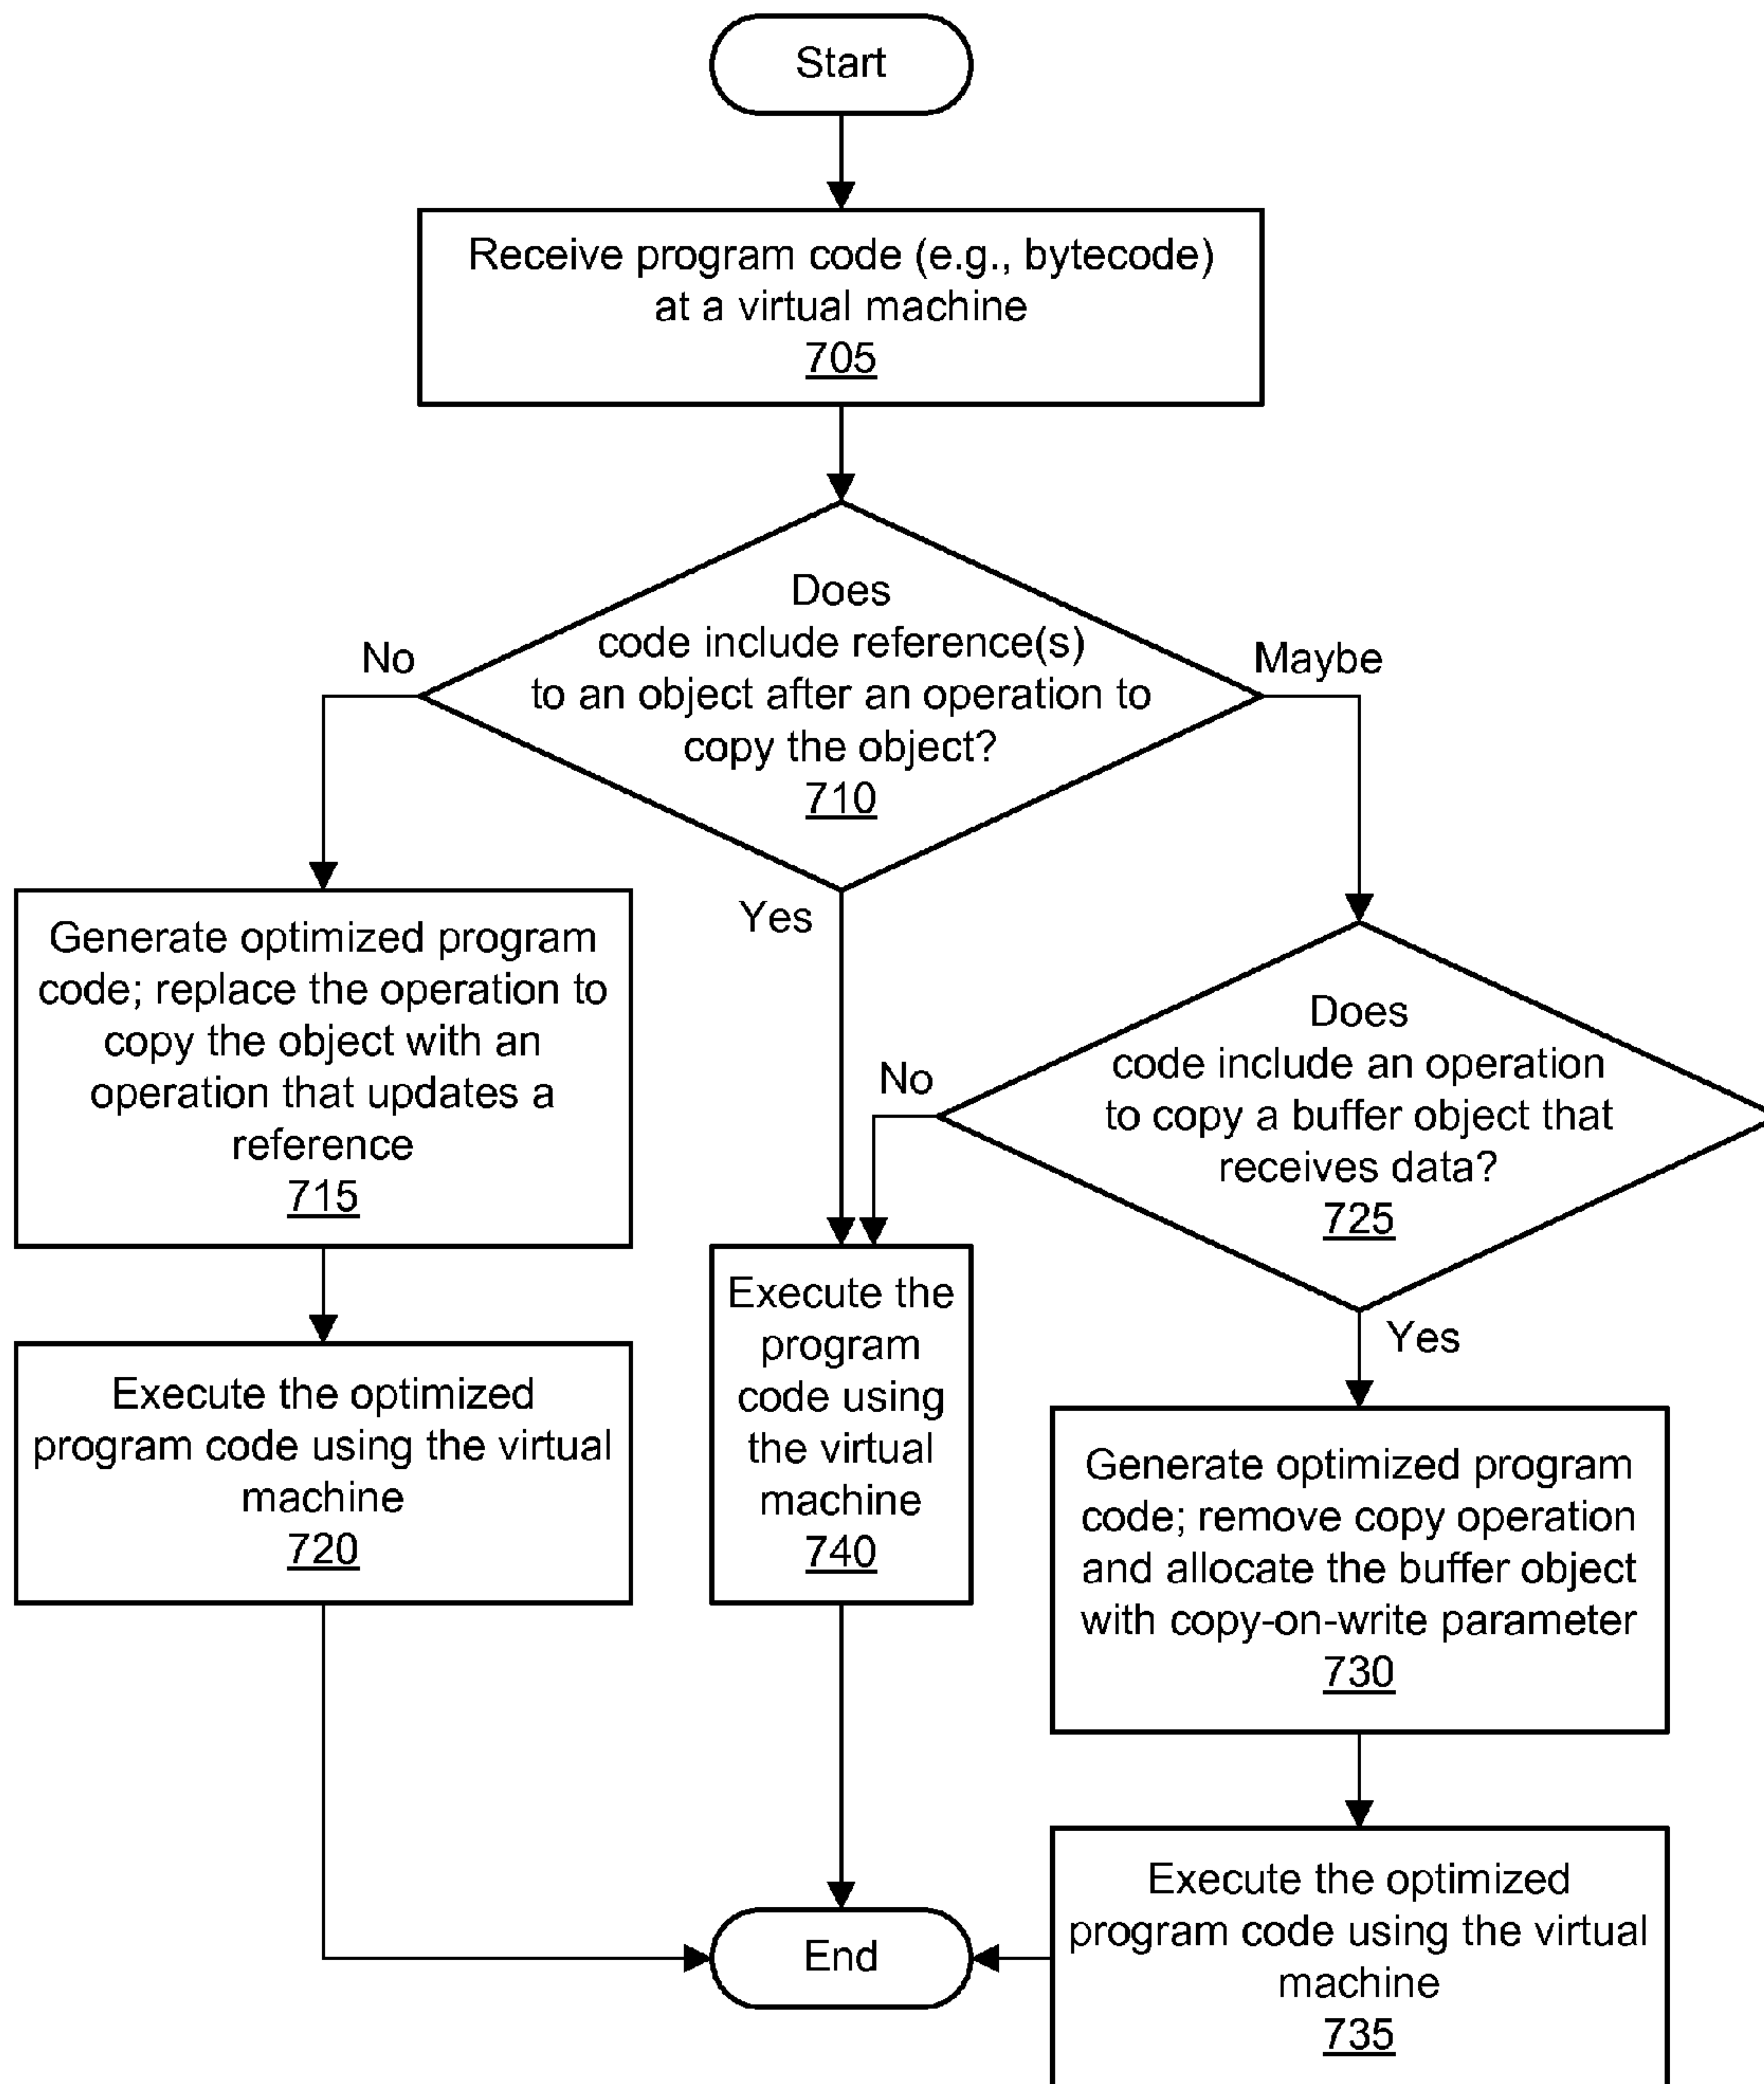 Start
Receive program code (e.g., bytecode)
at a virtual machine
705
Does
code include reference(s)
to an object after an operation to
copy the object?
710
No
Maybe
Yes
Generate optimized program
code; replace the operation to
copy the object with an
operation that updates a
reference
715
Does
code include an operation
to copy a buffer object that
receives data?
725
No
Yes
Execute the optimized
program code using the virtual
machine
720
Execute the
program
code using
the virtual
machine
740
Generate optimized program
code; remove copy operation
and allocate the buffer object
with copy-on-write parameter
730
Execute the optimized
program code using the virtual
machine
735
End